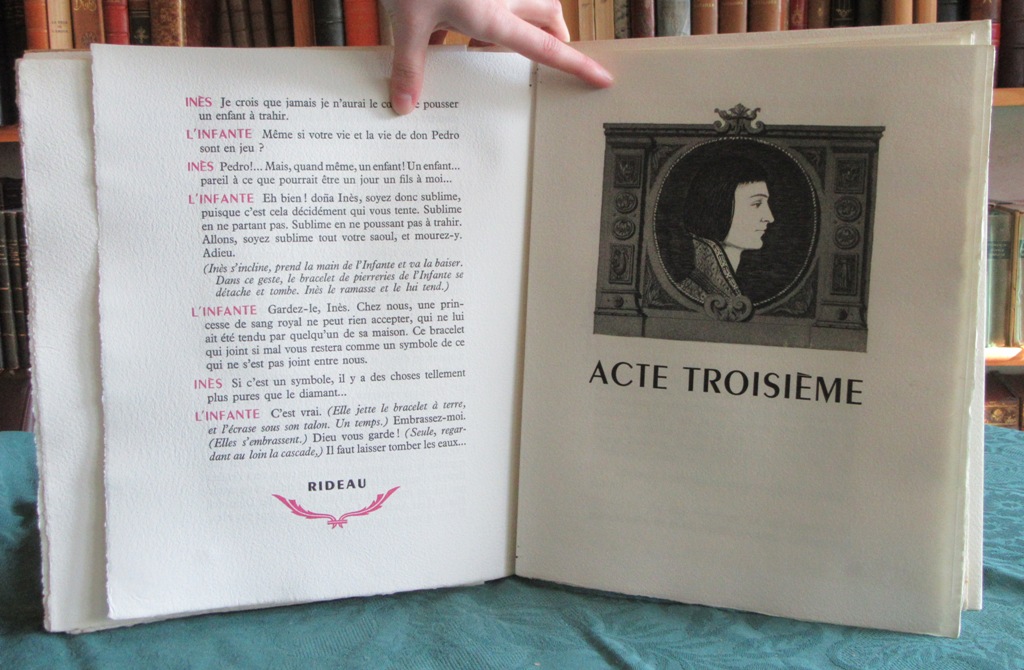 INÈS Je crois que jamais je n'aurai le pousser
un enfant à trahir.
L'INFANTE Même si votre vie et la vie de don Pedro
sont en jeu ?
INÈS Pedro!... Mais, quand même, un enfant! Un enfant...
pareil à ce que pourrait être un jour un fils à moi...
L'INFANTE Eh bien ! doña Inès, soyez donc sublime,
puisque c'est cela décidément qui vous tente. Sublime
en ne partant pas. Sublime en ne poussant pas à trahir.
Allons, soyez sublime tout votre saoul, et mourez-y.
Adieu.
(Inès s'incline, prend la main de l'Infante et va la baiser.
Dans ce geste, le bracelet de pierreries de l'Infante se
détache et tombe. Inès le ramasse et le lui tend.)
L'INFANTE Gardez-le, Inès. Chez nous, une prin-
cesse de sang royal ne peut rien accepter, qui ne lui
ait été tendu par quelqu'un de sa maison. Ce bracelet
qui joint si mal vous restera comme un symbole de ce
qui ne s'est pas joint entre nous.
INÈS Si c'est un symbole, il y a des choses tellement
plus pures que le diamant...
L'INFANTE C'est vrai. (Elle jette le bracelet à terre,
et l'écrase sous son talon. Un temps.) Embrassez-moi.
(Elles s'embrassent.) Dieu vous garde ! (Seule, regar-
dant au loin la cascade,) Il faut laisser tomber les eaux...
RIDEAU
ACTE TROISIÈME